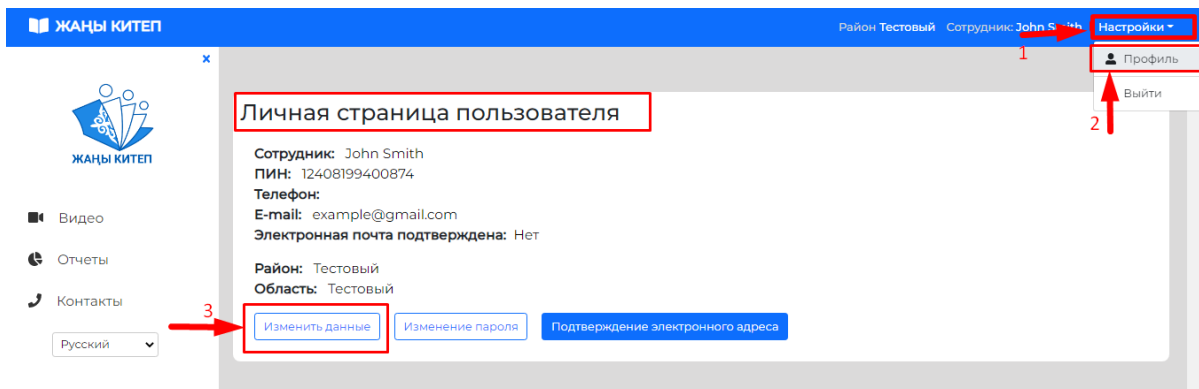 ЖАҢЫ КИТЕП
Район Тестовый Сотрудник: John Smith Настройки
1
x
Профиль
Выйти
2
Личная страница пользователя
ЖАҢЫ КИТЕП
Сотрудник: John Smith
ПИН: 12408199400874
Телефон:
E-mail: example@gmail.com
Электронная почта подтверждена: Нет
Район: Тестовый
Область: Тестовый
Видео
Отчеты
Контакты
Русский
3
Изменить данные Изменение пароля Подтверждение электронного адреса